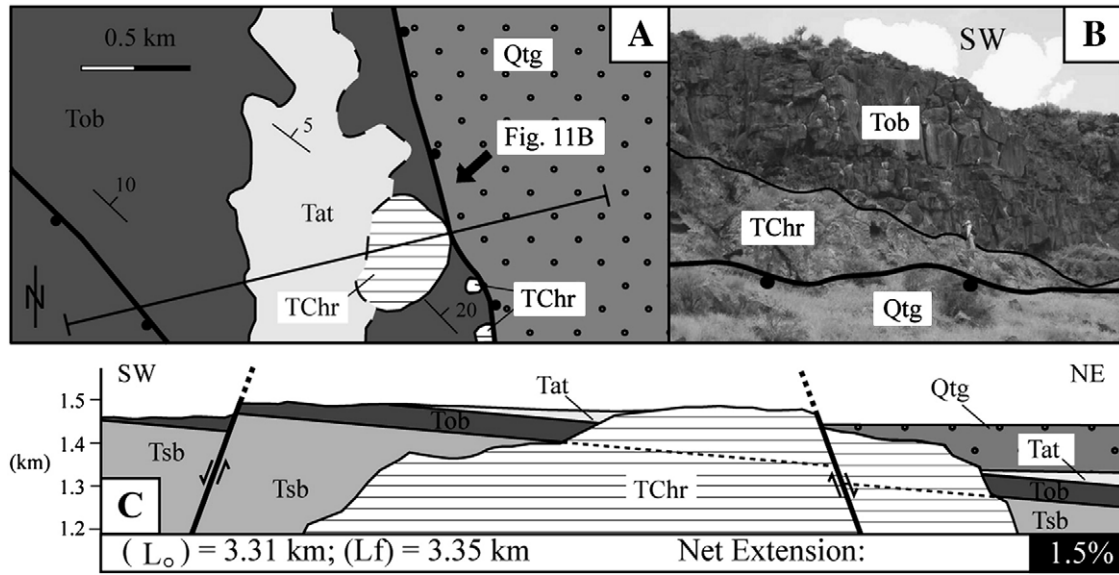 A
0.5 km
Qtg
Tob
5
Fig. 11B
10
Tat
N
TChr
TChr
20
B
SW
Tob
TChr
Qtg
SW
NE
Tat
Qtg
1.5
Tob
1.4
Tsb
Tat
(km)
Tsb
TChr
Tob
1.3
C
Tsb
1.2
(Lo) = 3.31 km; (Lf) = 3.35 km Net Extension: 1.5%